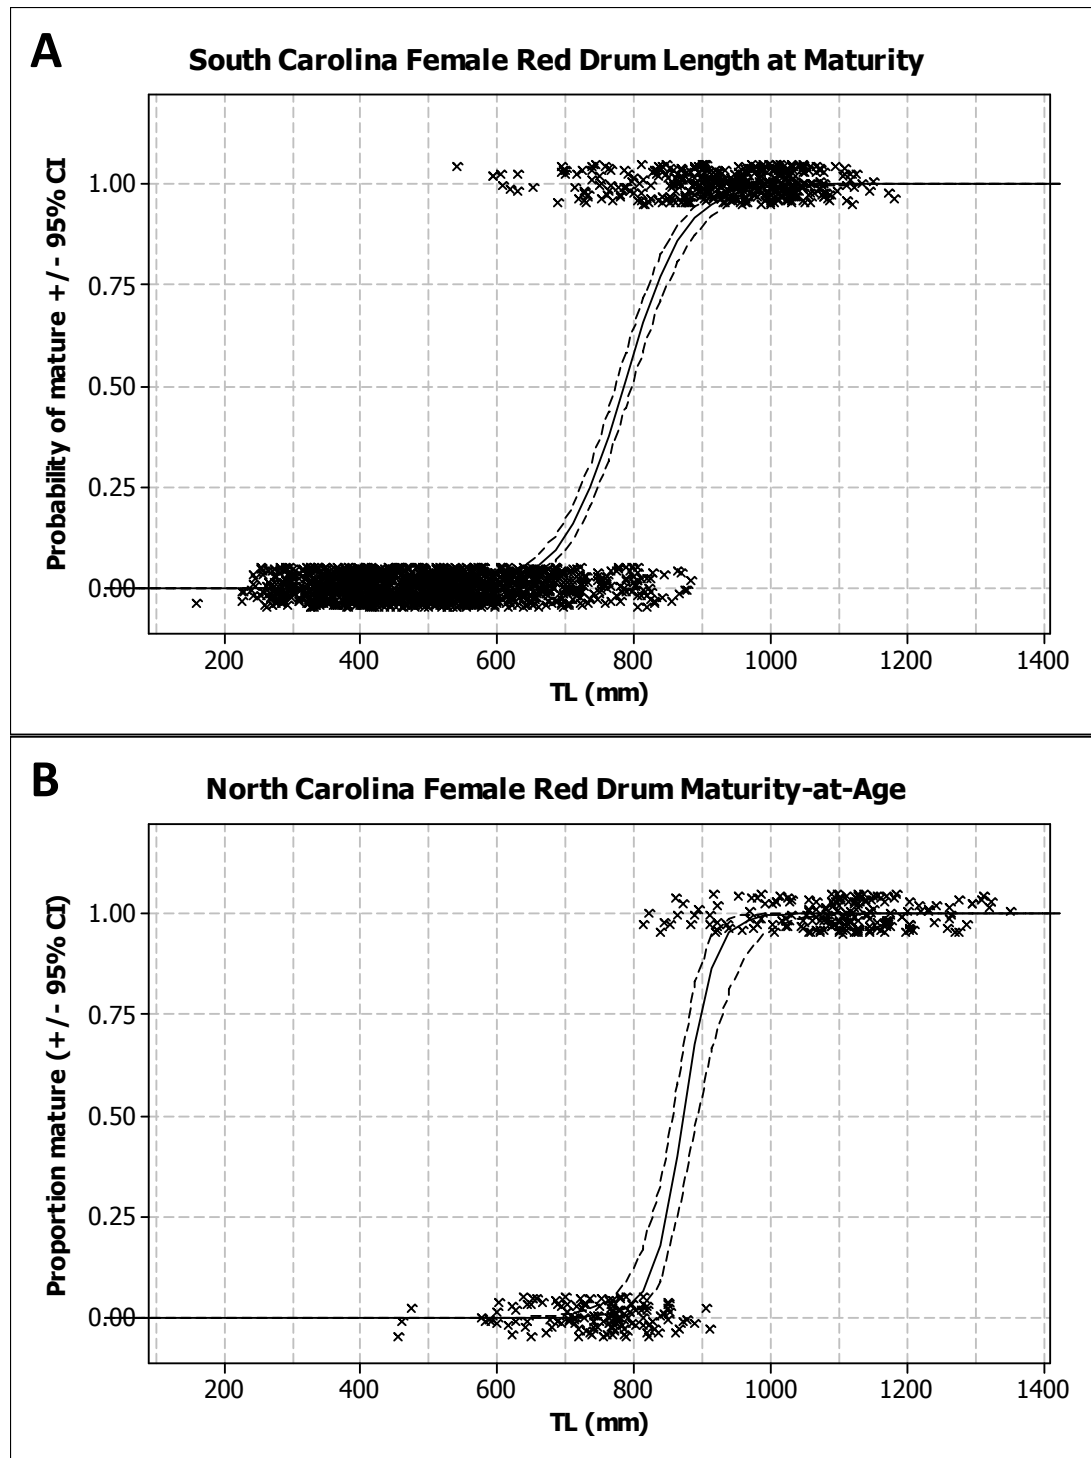 A
South Carolina Female Red Drum Length at Maturity
Probability of mature +/- 95% CI
1.00
0.75
0.50
0.25
0.00
200 400 600 800 1000 1200 1400
TL (mm)
B
North Carolina Female Red Drum Maturity-at-Age
Proportion mature (+/- 95% CI)
1.00
0.75
0.50
0.25
0.00
200 400 600 800 1000 1200 1400
TL (mm)